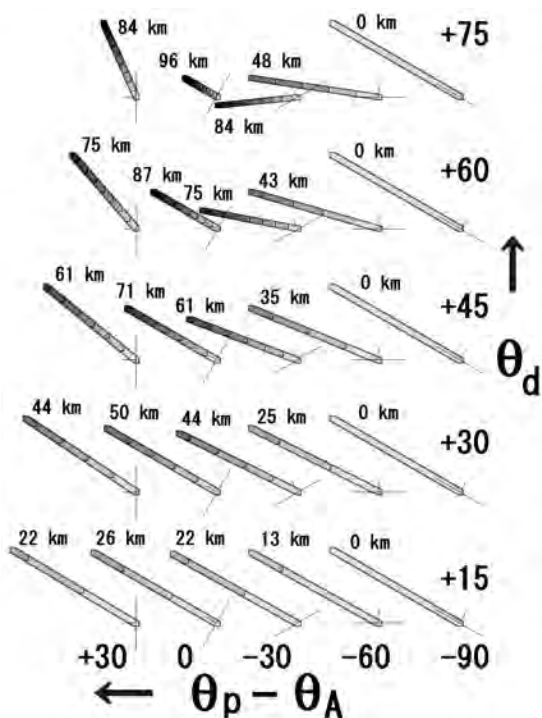 84 km
0 km
+75
96 km
48 km
84 km
75 km
0 km
+60
87 km
75 km
43 km
61 km
0 km
+45
71 km
61 km
35 km
θd
44 km
50 km
44 km
25 km
0 km
+30
22 km
26 km
22 km
13 km
0 km
+15
+30 0 −30 −60 −90
← θp − θA